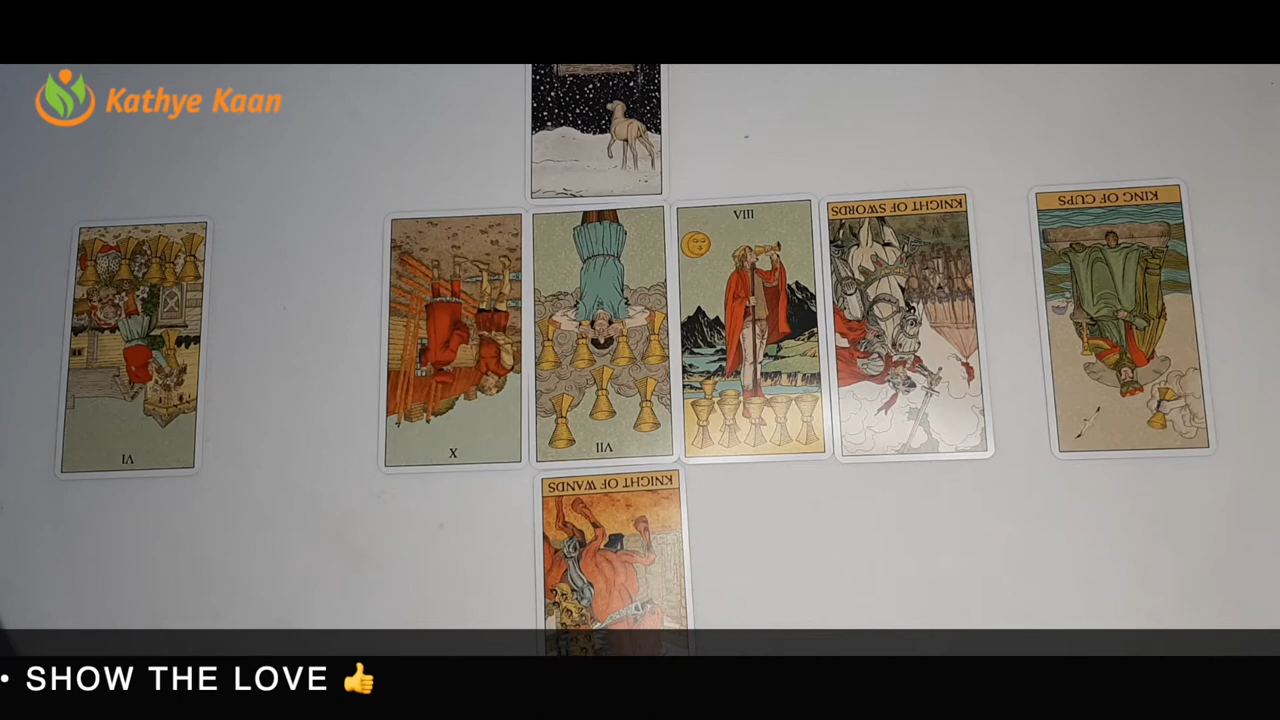 Kathye Kaan
VIII
KNIGHT OF SWORDS
KING OF CUPS
VI
X
VII
KNIGHT OF WANDS
• SHOW THE LOVE 👍